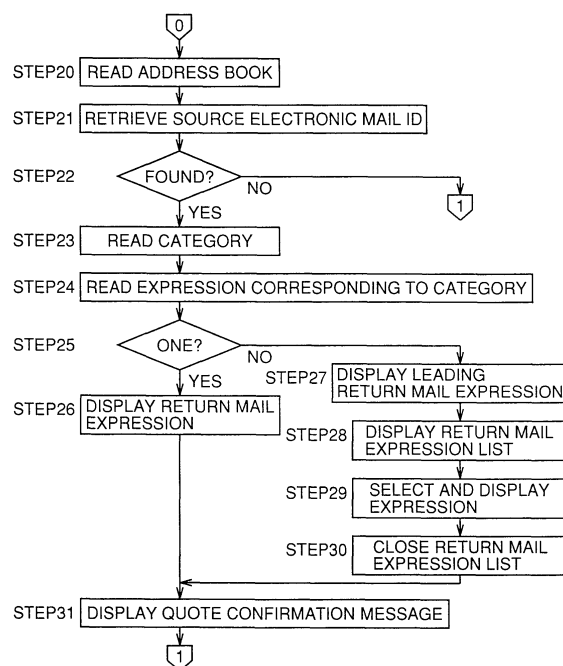 0
STEP20 READ ADDRESS BOOK
STEP21 RETRIEVE SOURCE ELECTRONIC MAIL ID
STEP22 FOUND?
NO
1
YES
STEP23 READ CATEGORY
STEP24 READ EXPRESSION CORRESPONDING TO CATEGORY
STEP25 ONE?
NO
YES
STEP26 DISPLAY RETURN MAIL
EXPRESSION
STEP27 DISPLAY LEADING
RETURN MAIL EXPRESSION
STEP28 DISPLAY RETURN MAIL
EXPRESSION LIST
STEP29 SELECT AND DISPLAY
EXPRESSION
STEP30 CLOSE RETURN MAIL
EXPRESSION LIST
STEP31 DISPLAY QUOTE CONFIRMATION MESSAGE
1